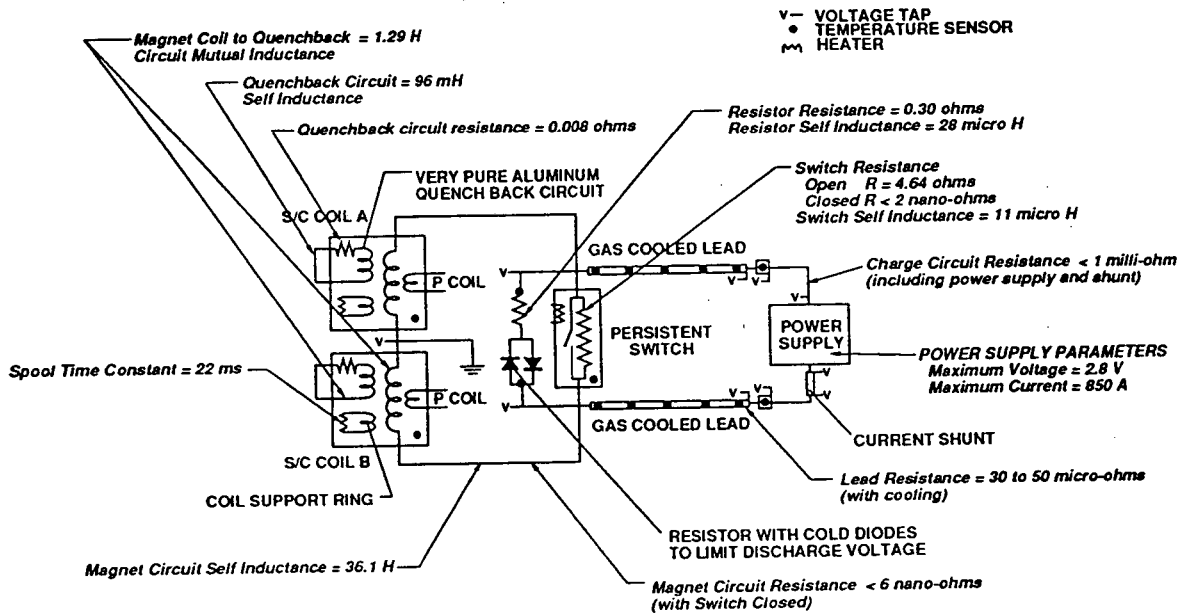 V– VOLTAGE TAP
TEMPERATURE SENSOR
HEATER
Magnet Coil to Quenchback = 1.29 H
Circuit Mutual Inductance
Quenchback Circuit = 96 mH
Self Inductance
Quenchback circuit resistance = 0.008 ohms
Resistor Resistance = 0.30 ohms
Resistor Self Inductance = 28 micro H
VERY PURE ALUMINUM
QUENCH BACK CIRCUIT
Switch Resistance
Open R = 4.64 ohms
Closed R < 2 nano-ohms
Switch Self Inductance = 11 micro H
S/C COIL A
GAS COOLED LEAD
Charge Circuit Resistance < 1 milli-ohm
(including power supply and shunt)
V
V
V
V
P COIL
PERSISTENT
SWITCH
POWER
SUPPLY
V
Spool Time Constant = 22 ms
POWER SUPPLY PARAMETERS
Maximum Voltage = 2.8 V
Maximum Current = 850 A
V
V
V
V
P COIL
V
GAS COOLED LEAD
CURRENT SHUNT
S/C COIL B
Lead Resistance = 30 to 50 micro-ohms
(with cooling)
COIL SUPPORT RING
RESISTOR WITH COLD DIODES
TO LIMIT DISCHARGE VOLTAGE
Magnet Circuit Self Inductance = 36.1 H
Magnet Circuit Resistance < 6 nano-ohms
(with Switch Closed)